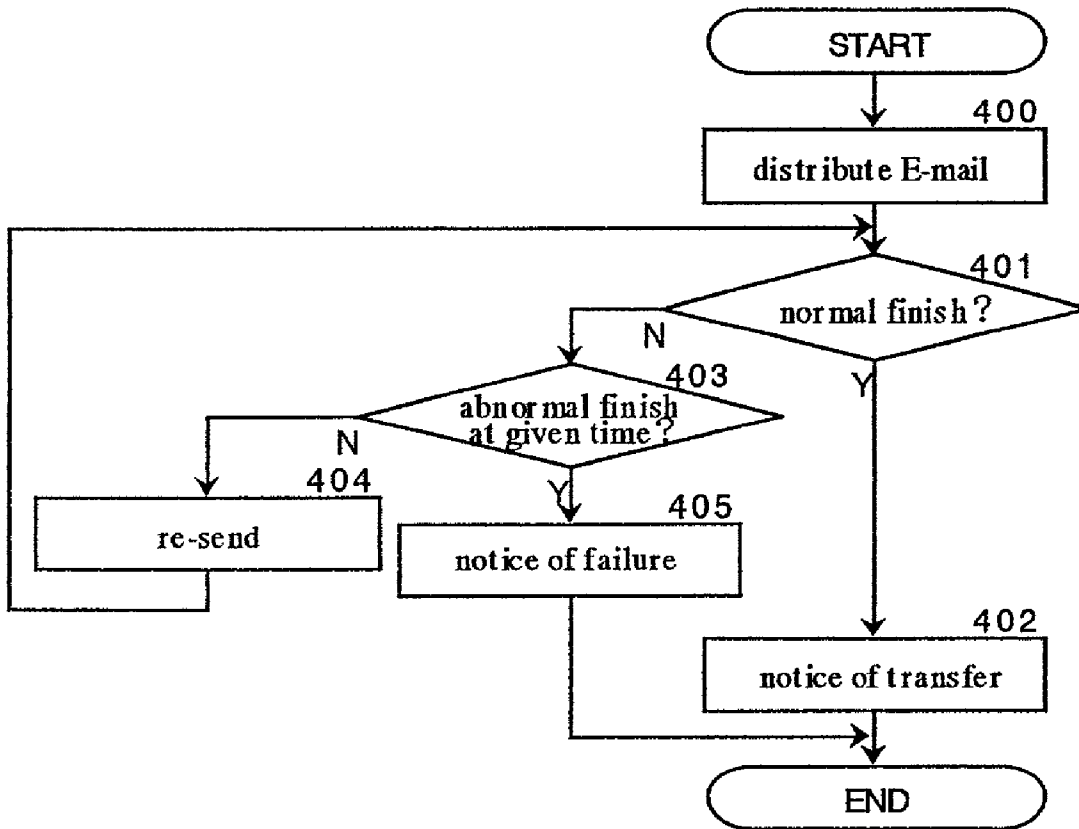 START
400
distribute E-mail
401
normal finish?
N
Y
403
abnormal finish
at given time?
N
Y
404
re-send
405
notice of failure
402
notice of transfer
END